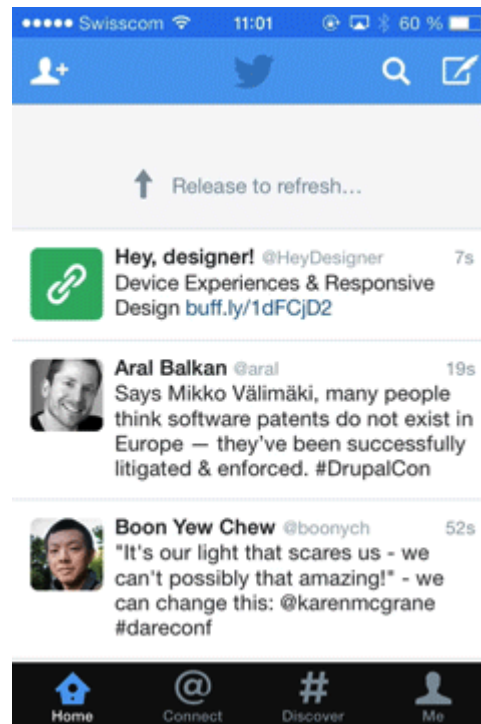 Swisscom 11:01 60 %
Release to refresh...
Hey, designer! @HeyDesigner 7s
Device Experiences & Responsive
Design buff.ly/1dFCjD2
Aral Balkan @aral 19s
Says Mikko Välimäki, many people
think software patents do not exist in
Europe — they've been successfully
litigated & enforced. #DrupalCon
Boon Yew Chew @boonych 52s
"It's our light that scares us - we
can't possibly that amazing!" - we
can change this: @karenmcgrane
#dareconf
@ #
Home Connect Discover Me